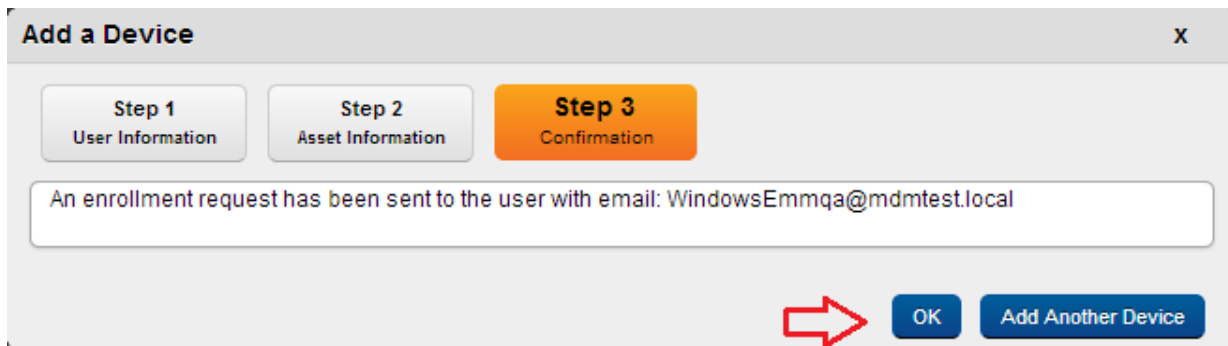 Add a Device x
Step 1 Step 2 Step 3
User Information Asset Information Confirmation
An enrollment request has been sent to the user with email: WindowsEmmqa@mdmtest.local
OK Add Another Device